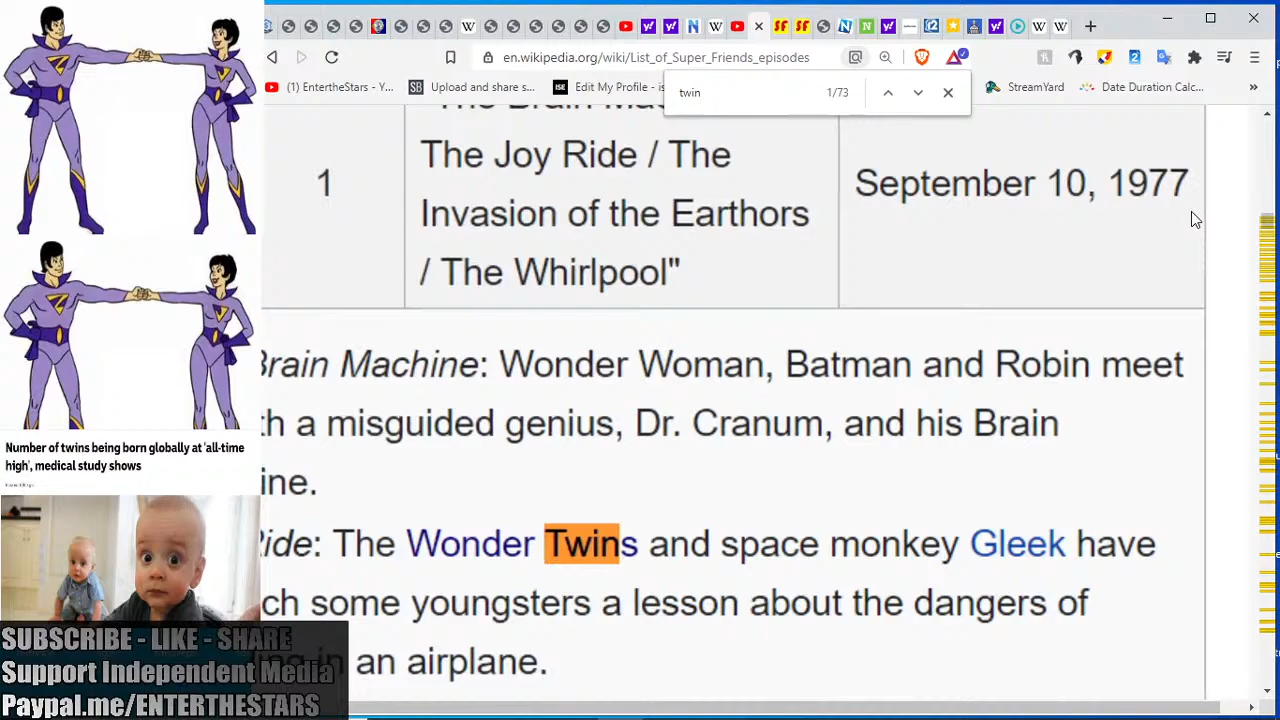 en.wikipedia.org/wiki/List_of_Super_Friends_episodes
twin
1/73
(1) EntertheStars - Y...
SB Upload and share s...
ISE Edit My Profile - is
StreamYard
Date Duration Calc...
The Joy Ride / The
1
September 10, 1977
Invasion of the Earthors
/ The Whirlpool"
Brain Machine: Wonder Woman, Batman and Robin meet
th a misguided genius, Dr. Cranum, and his Brain
ine.
Ride: The Wonder Twins and space monkey Gleek have
ch some youngsters a lesson about the dangers of
in an airplane.
Number of twins being born globally at 'all-time
high', medical study shows
SUBSCRIBE - LIKE - SHARE
Support Independent Media
Paypal.me/ENTERTHESTARS